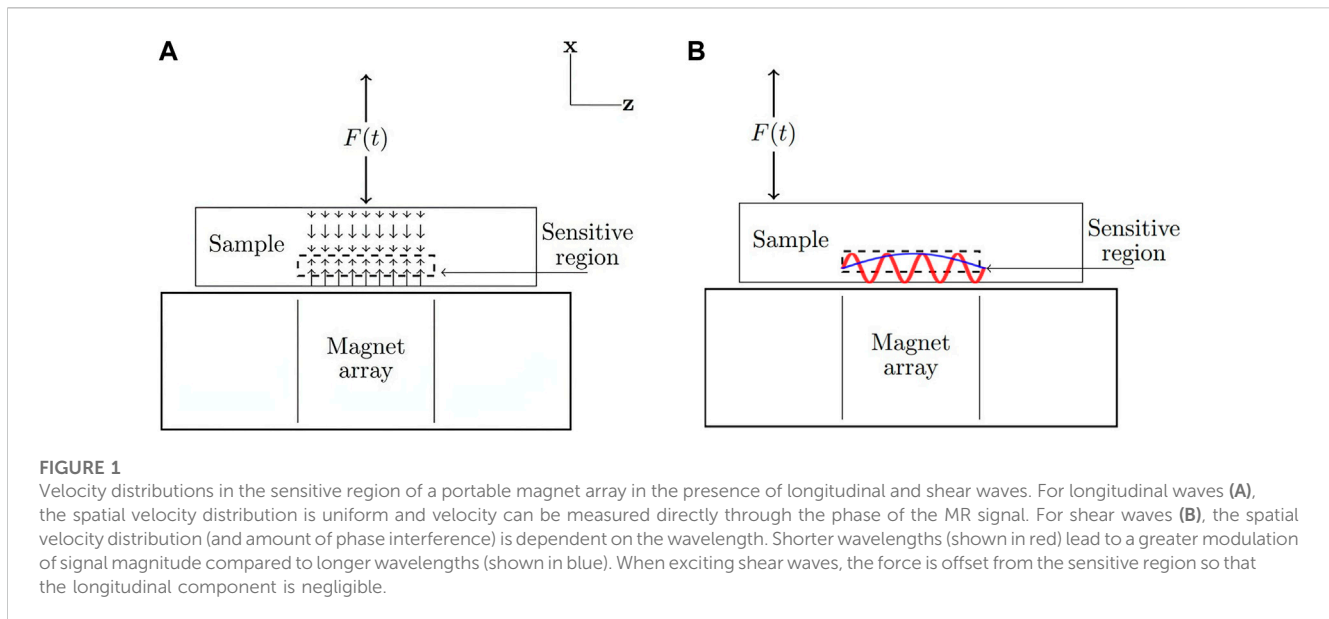 A
x
z
F(t)
Sample
Sensitive
region
Magnet
array
B
F(t)
Sample
Sensitive
region
Magnet
array
FIGURE 1
Velocity distributions in the sensitive region of a portable magnet array in the presence of longitudinal and shear waves. For longitudinal waves (A),
the spatial velocity distribution is uniform and velocity can be measured directly through the phase of the MR signal. For shear waves (B), the spatial
velocity distribution (and amount of phase interference) is dependent on the wavelength. Shorter wavelengths (shown in red) lead to a greater modulation
of signal magnitude compared to longer wavelengths (shown in blue). When exciting shear waves, the force is offset from the sensitive region so that
the longitudinal component is negligible.